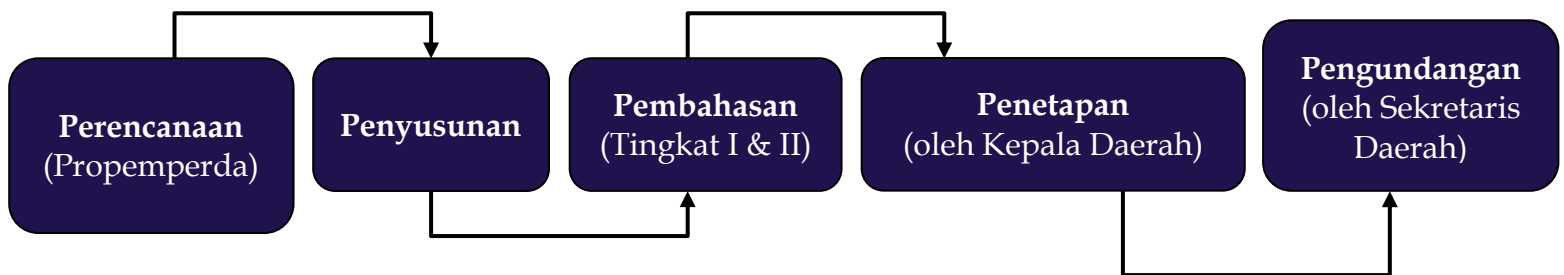 Perencanaan
(Propemperda)
Penyusunan
Pembahasan
(Tingkat I & II)
Penetapan
(oleh Kepala Daerah)
Pengundangan
(oleh Sekretaris
Daerah)